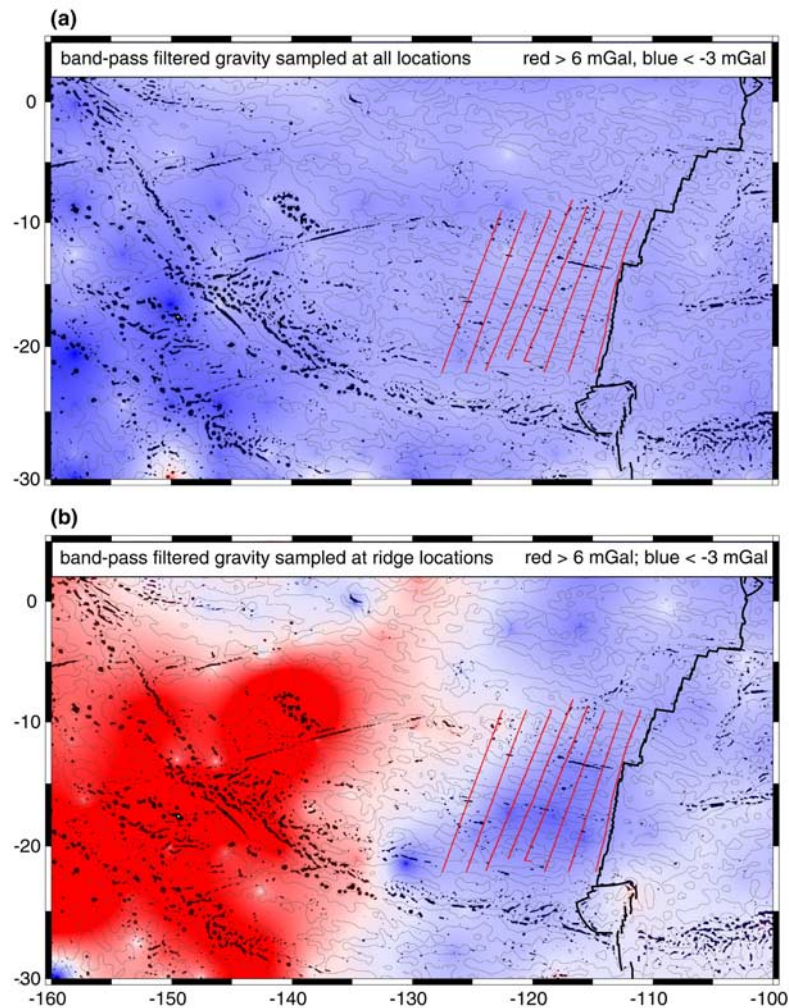 (a)
band-pass filtered gravity sampled at all locations red > 6 mGal, blue < -3 mGal
0
-10
-20
-30
(b)
band-pass filtered gravity sampled at ridge locations red > 6 mGal; blue < -3 mGal
0
-10
-20
-30
-160 -150 -140 -130 -120 -110 -100